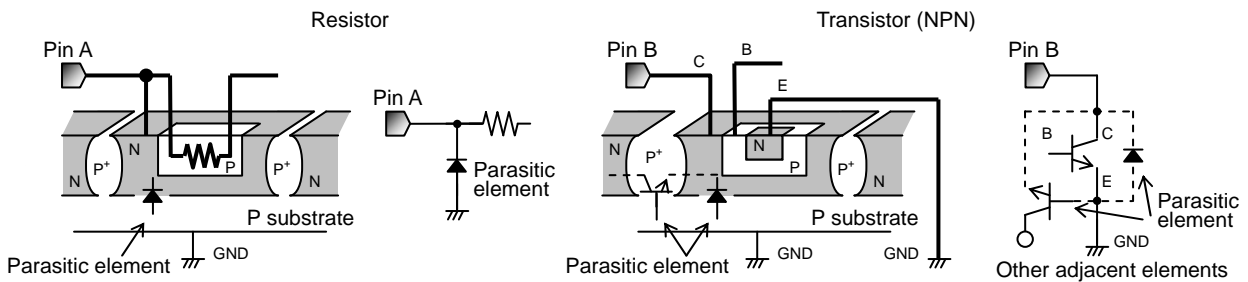 Resistor
Pin A
N
P+
N
P
P+
N
P substrate
Parasitic element
GND
Pin A
Parasitic
element
Transistor (NPN)
Pin B
C
B
E
N
P+
N
P
P+
N
N
P substrate
Parasitic element
GND
GND
Pin B
B
C
E
Parasitic
element
GND
Other adjacent elements